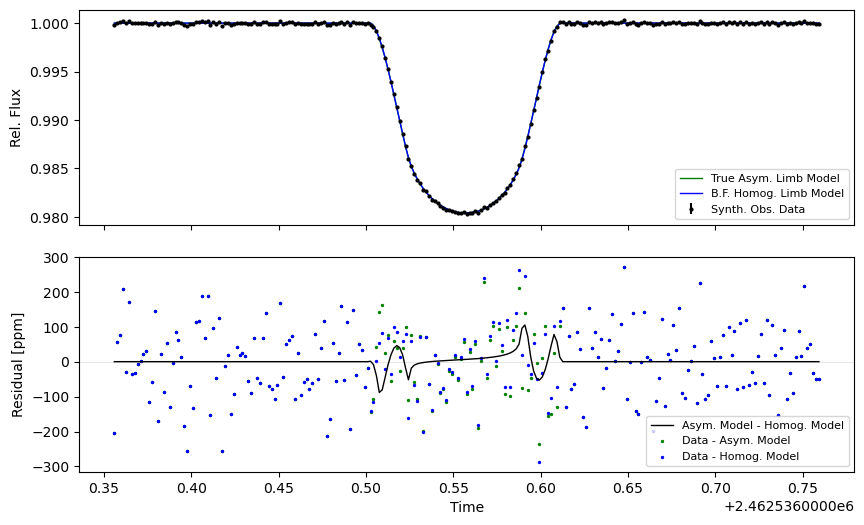 1.000
0.995
0.990
0.985
0.980
Rel. Flux
True Asym. Limb Model
B.F. Homog. Limb Model
Synth. Obs. Data
300
200
100
0
−100
−200
−300
Residual [ppm]
Asym. Model - Homog. Model
Data - Asym. Model
Data - Homog. Model
0.35 0.40 0.45 0.50 0.55 0.60 0.65 0.70 0.75
Time
+2.4625360000e6